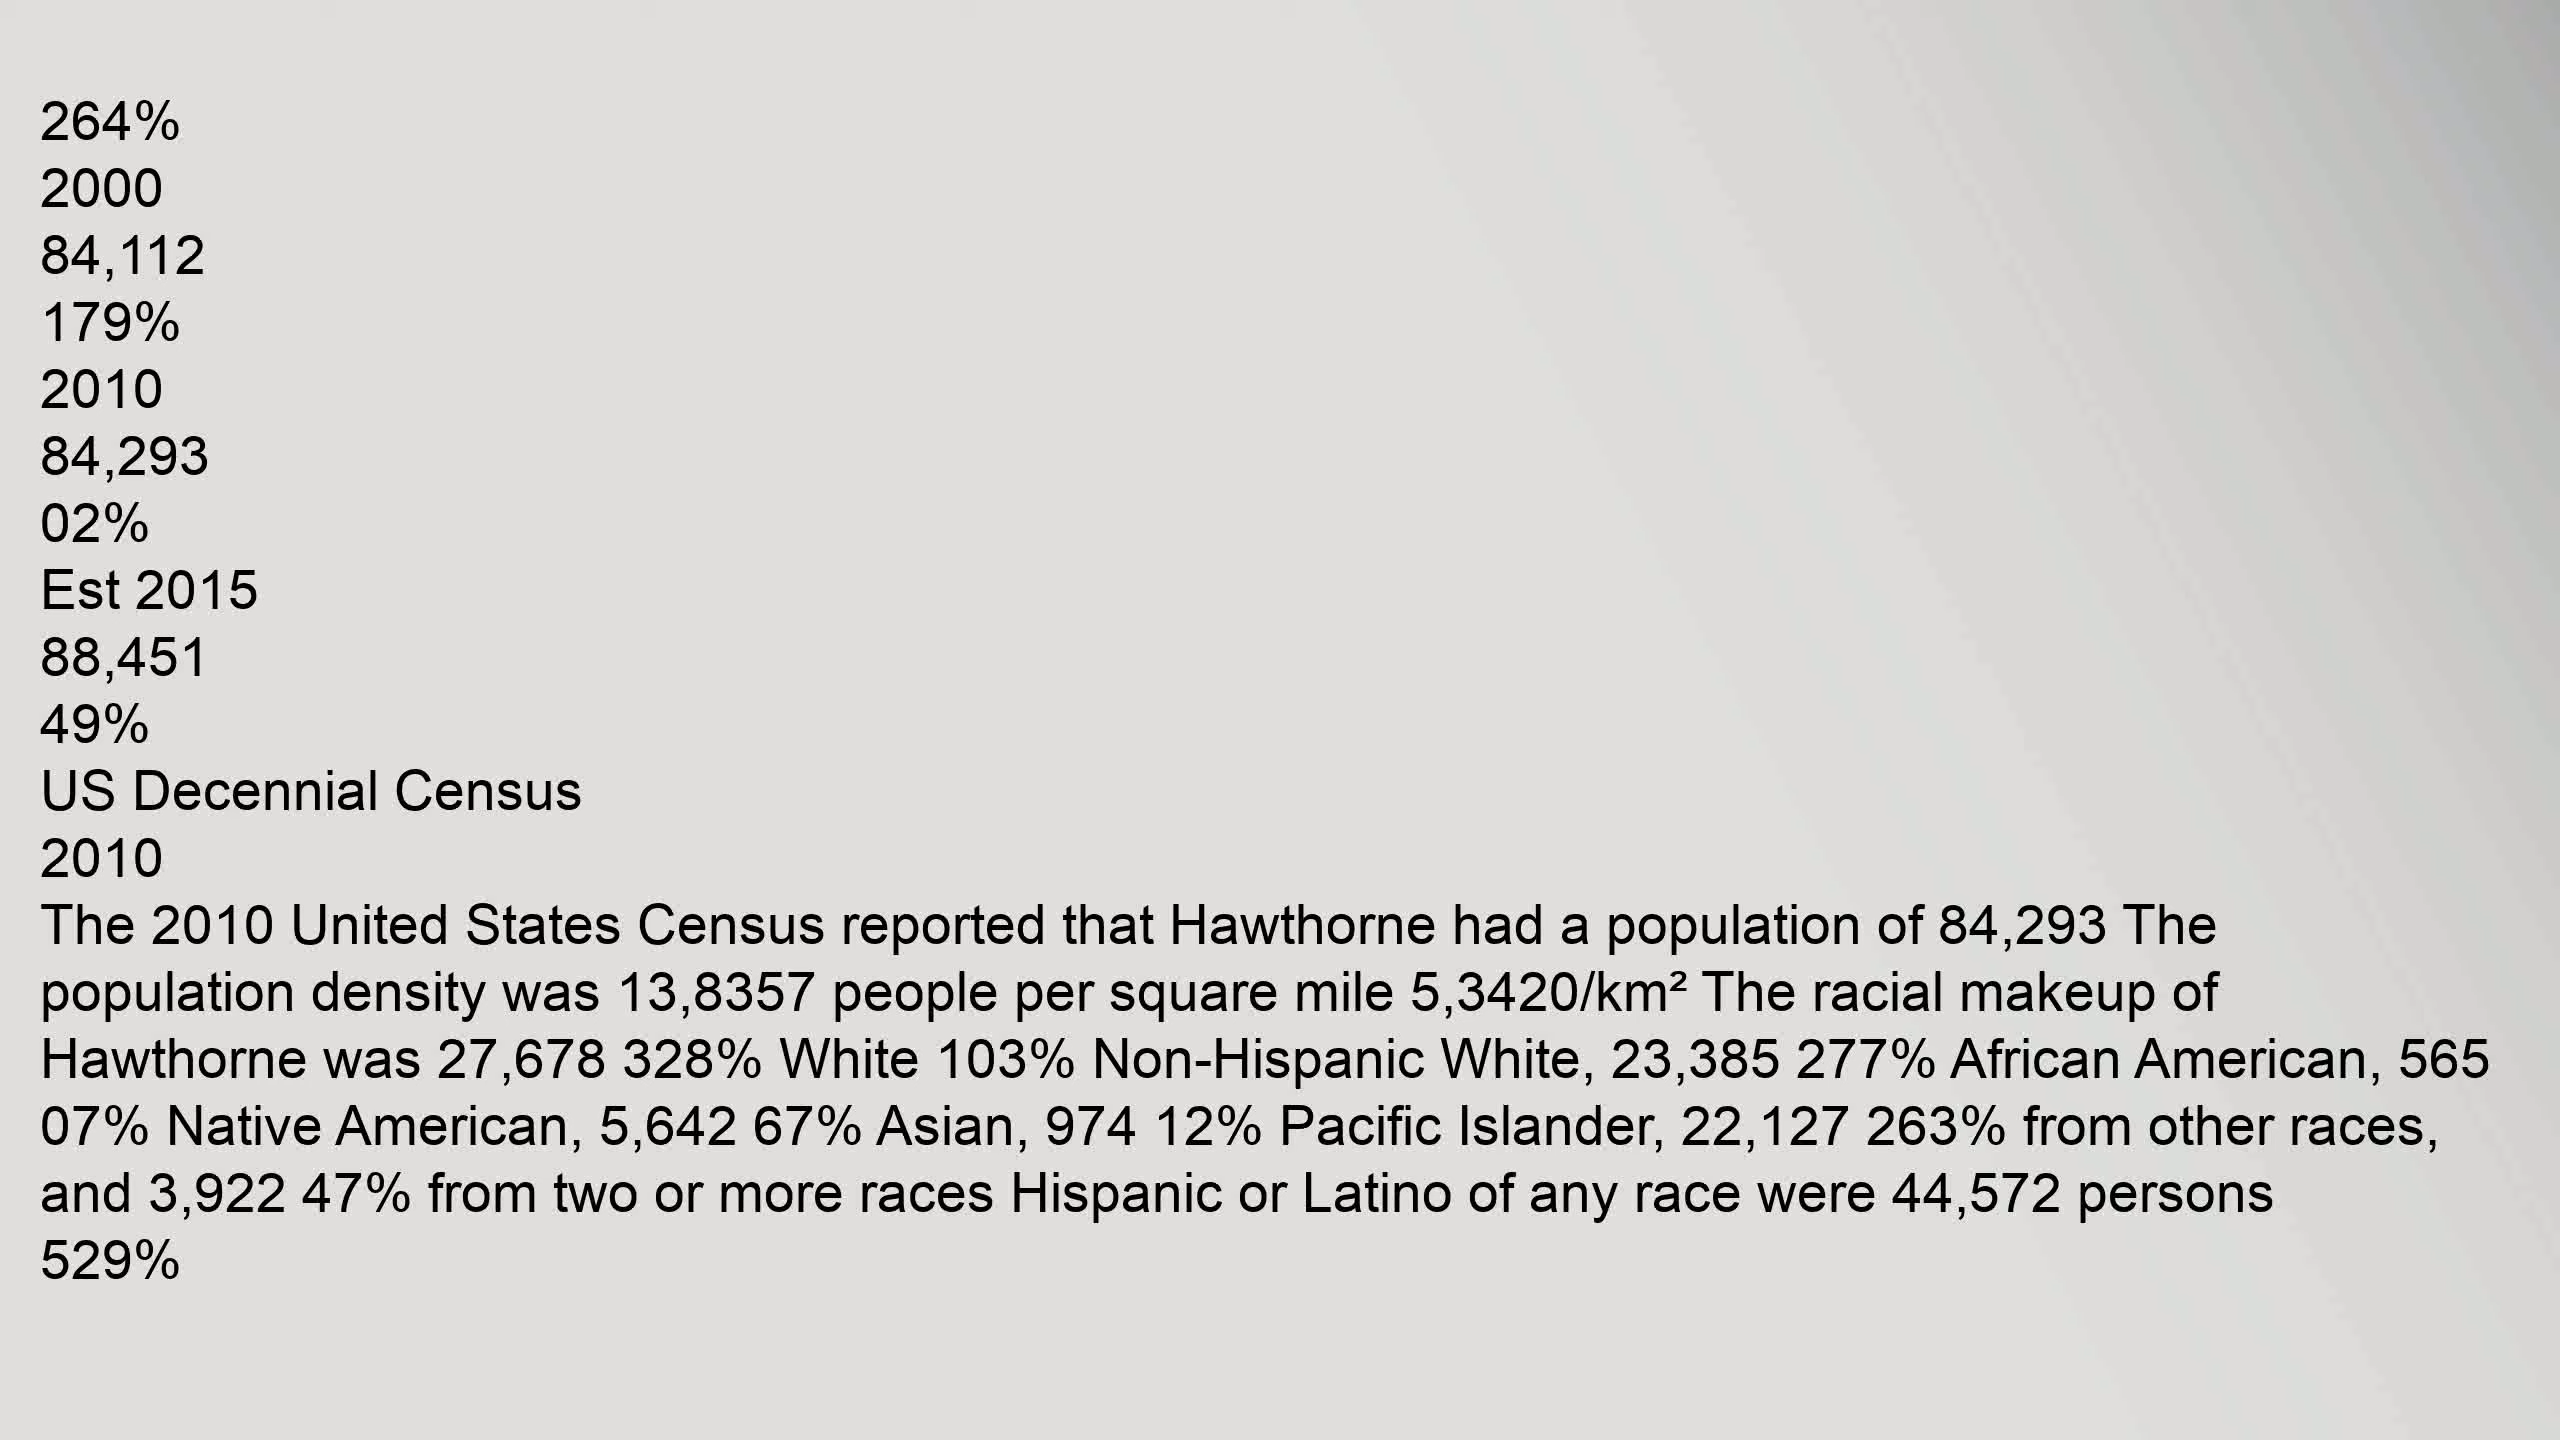 264%
2000
84,112
179%
2010
84,293
02%
Est 2015
88,451
49%
US Decennial Census
2010
The 2010 United States Census reported that Hawthorne had a population of 84,293 The
population density was 13,8357 people per square mile 5,3420/km² The racial makeup of
Hawthorne was 27,678 328% White 103% Non-Hispanic White, 23,385 277% African American, 565
07% Native American, 5,642 67% Asian, 974 12% Pacific Islander, 22,127 263% from other races,
and 3,922 47% from two or more races Hispanic or Latino of any race were 44,572 persons
529%